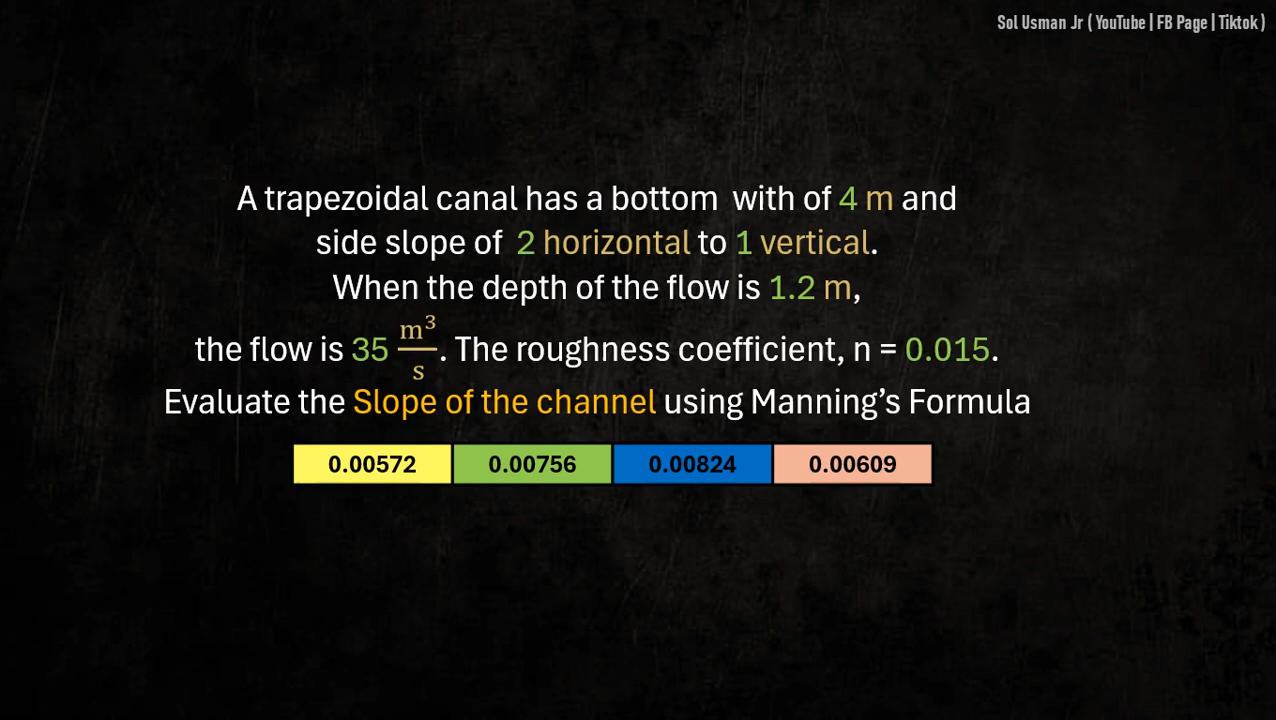 Sol Usman Jr ( YouTube | FB Page | Tiktok )
A trapezoidal canal has a bottom with of 4 m and
side slope of 2 horizontal to 1 vertical.
When the depth of the flow is 1.2 m,
the flow is 35 m³/s. The roughness coefficient, n = 0.015.
Evaluate the Slope of the channel using Manning’s Formula
0.00572 0.00756 0.00824 0.00609